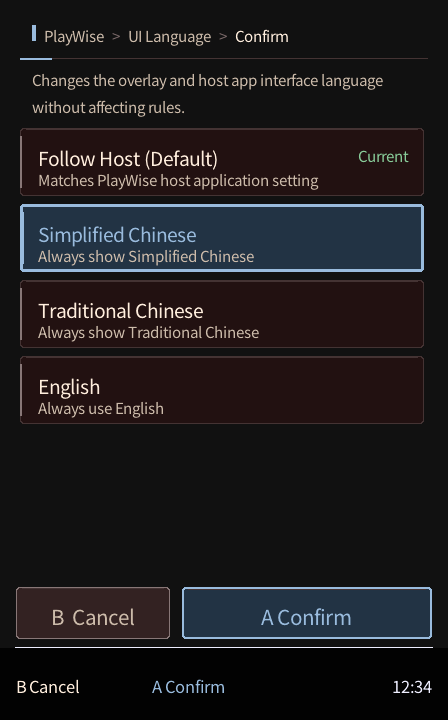 PlayWise > UI Language > Confirm
Changes the overlay and host app interface language
without affecting rules.
Follow Host (Default)
Current
Matches PlayWise host application setting
Simplified Chinese
Always show Simplified Chinese
Traditional Chinese
Always show Traditional Chinese
English
Always use English
B Cancel
A Confirm
B Cancel A Confirm 12:34